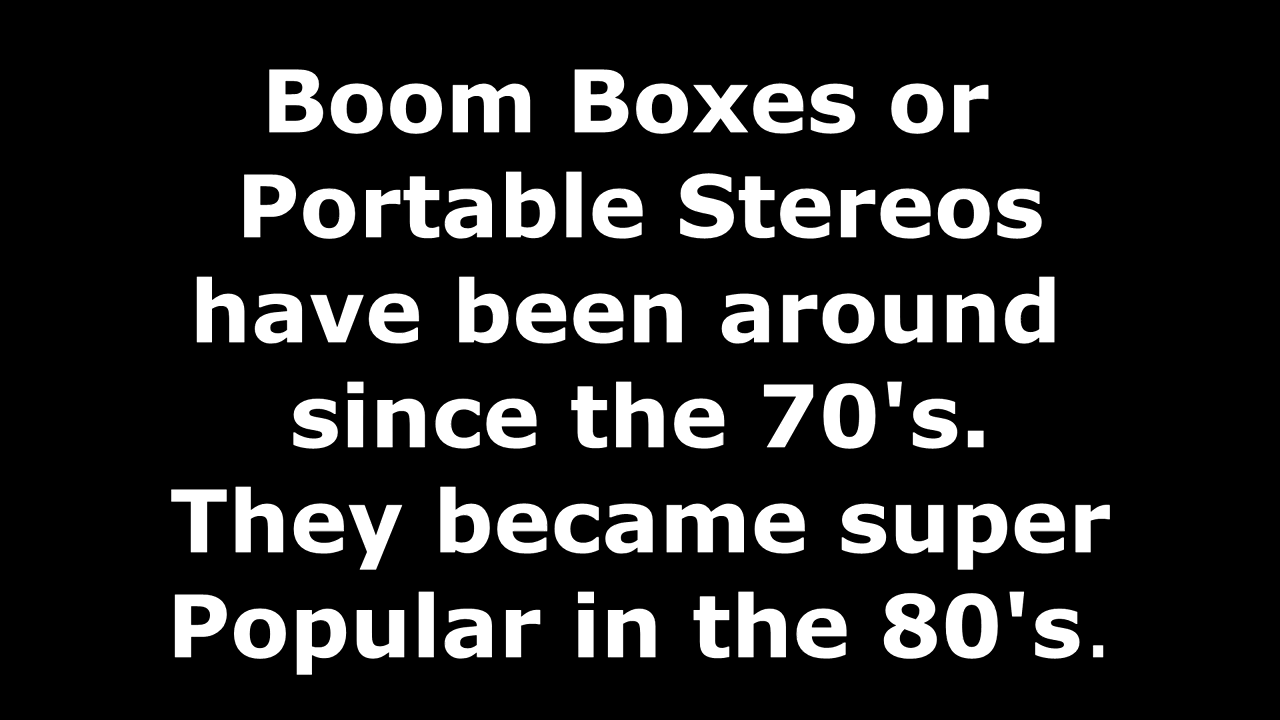 Boom Boxes or
Portable Stereos
have been around
since the 70's.
They became super
Popular in the 80's.